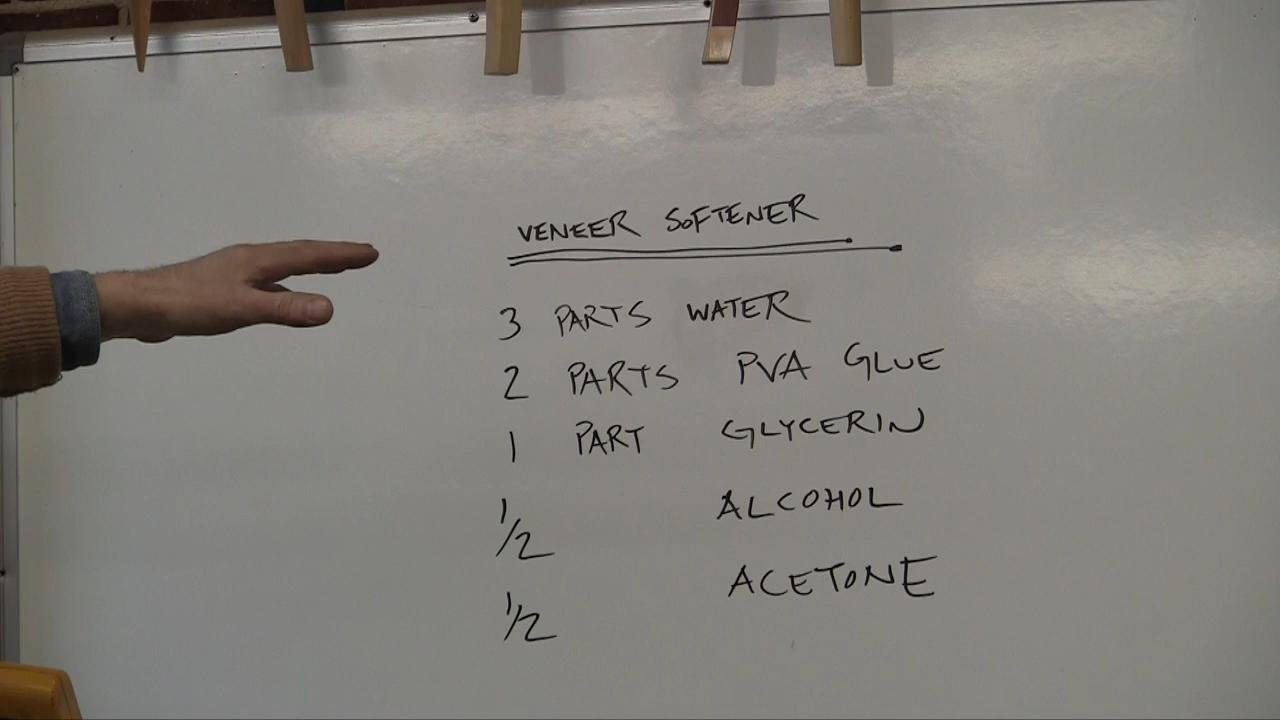 VENEER SOFTENER
3 PARTS WATER
2 PARTS PVA GLUE
1 PART GLYCERIN
1/2 ALCOHOL
1/2 ACETONE